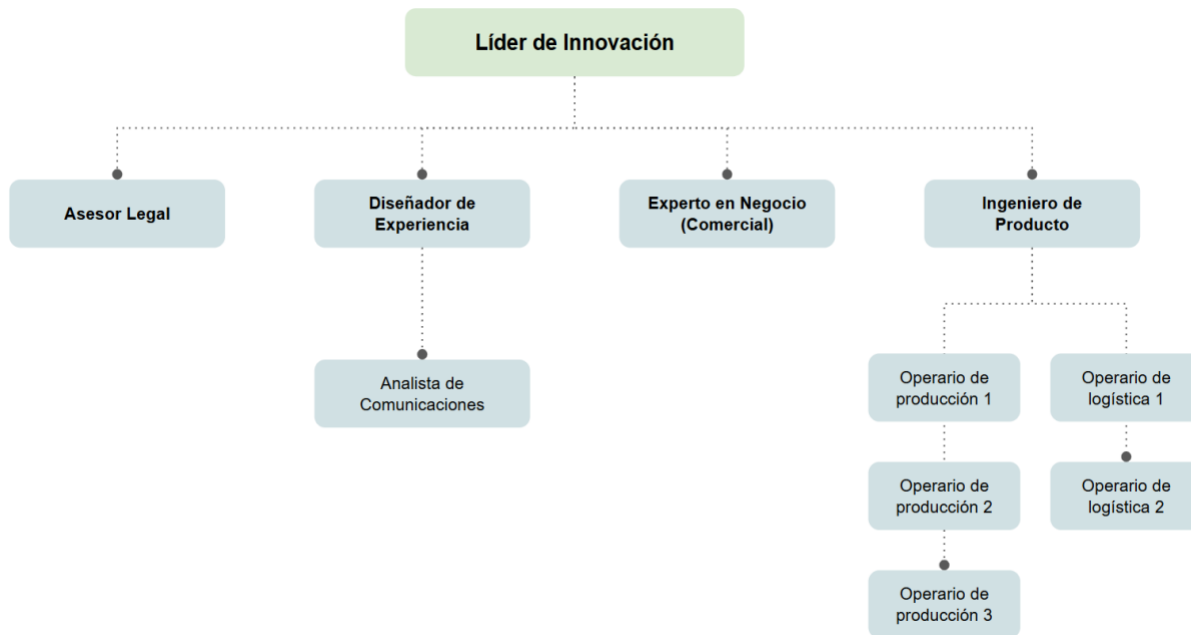 Líder de Innovación
Asesor Legal
Diseñador de
Experiencia
Experto en Negocio
(Comercial)
Ingeniero de
Producto
Analista de
Comunicaciones
Operario de
producción 1
Operario de
logística 1
Operario de
producción 2
Operario de
logística 2
Operario de
producción 3